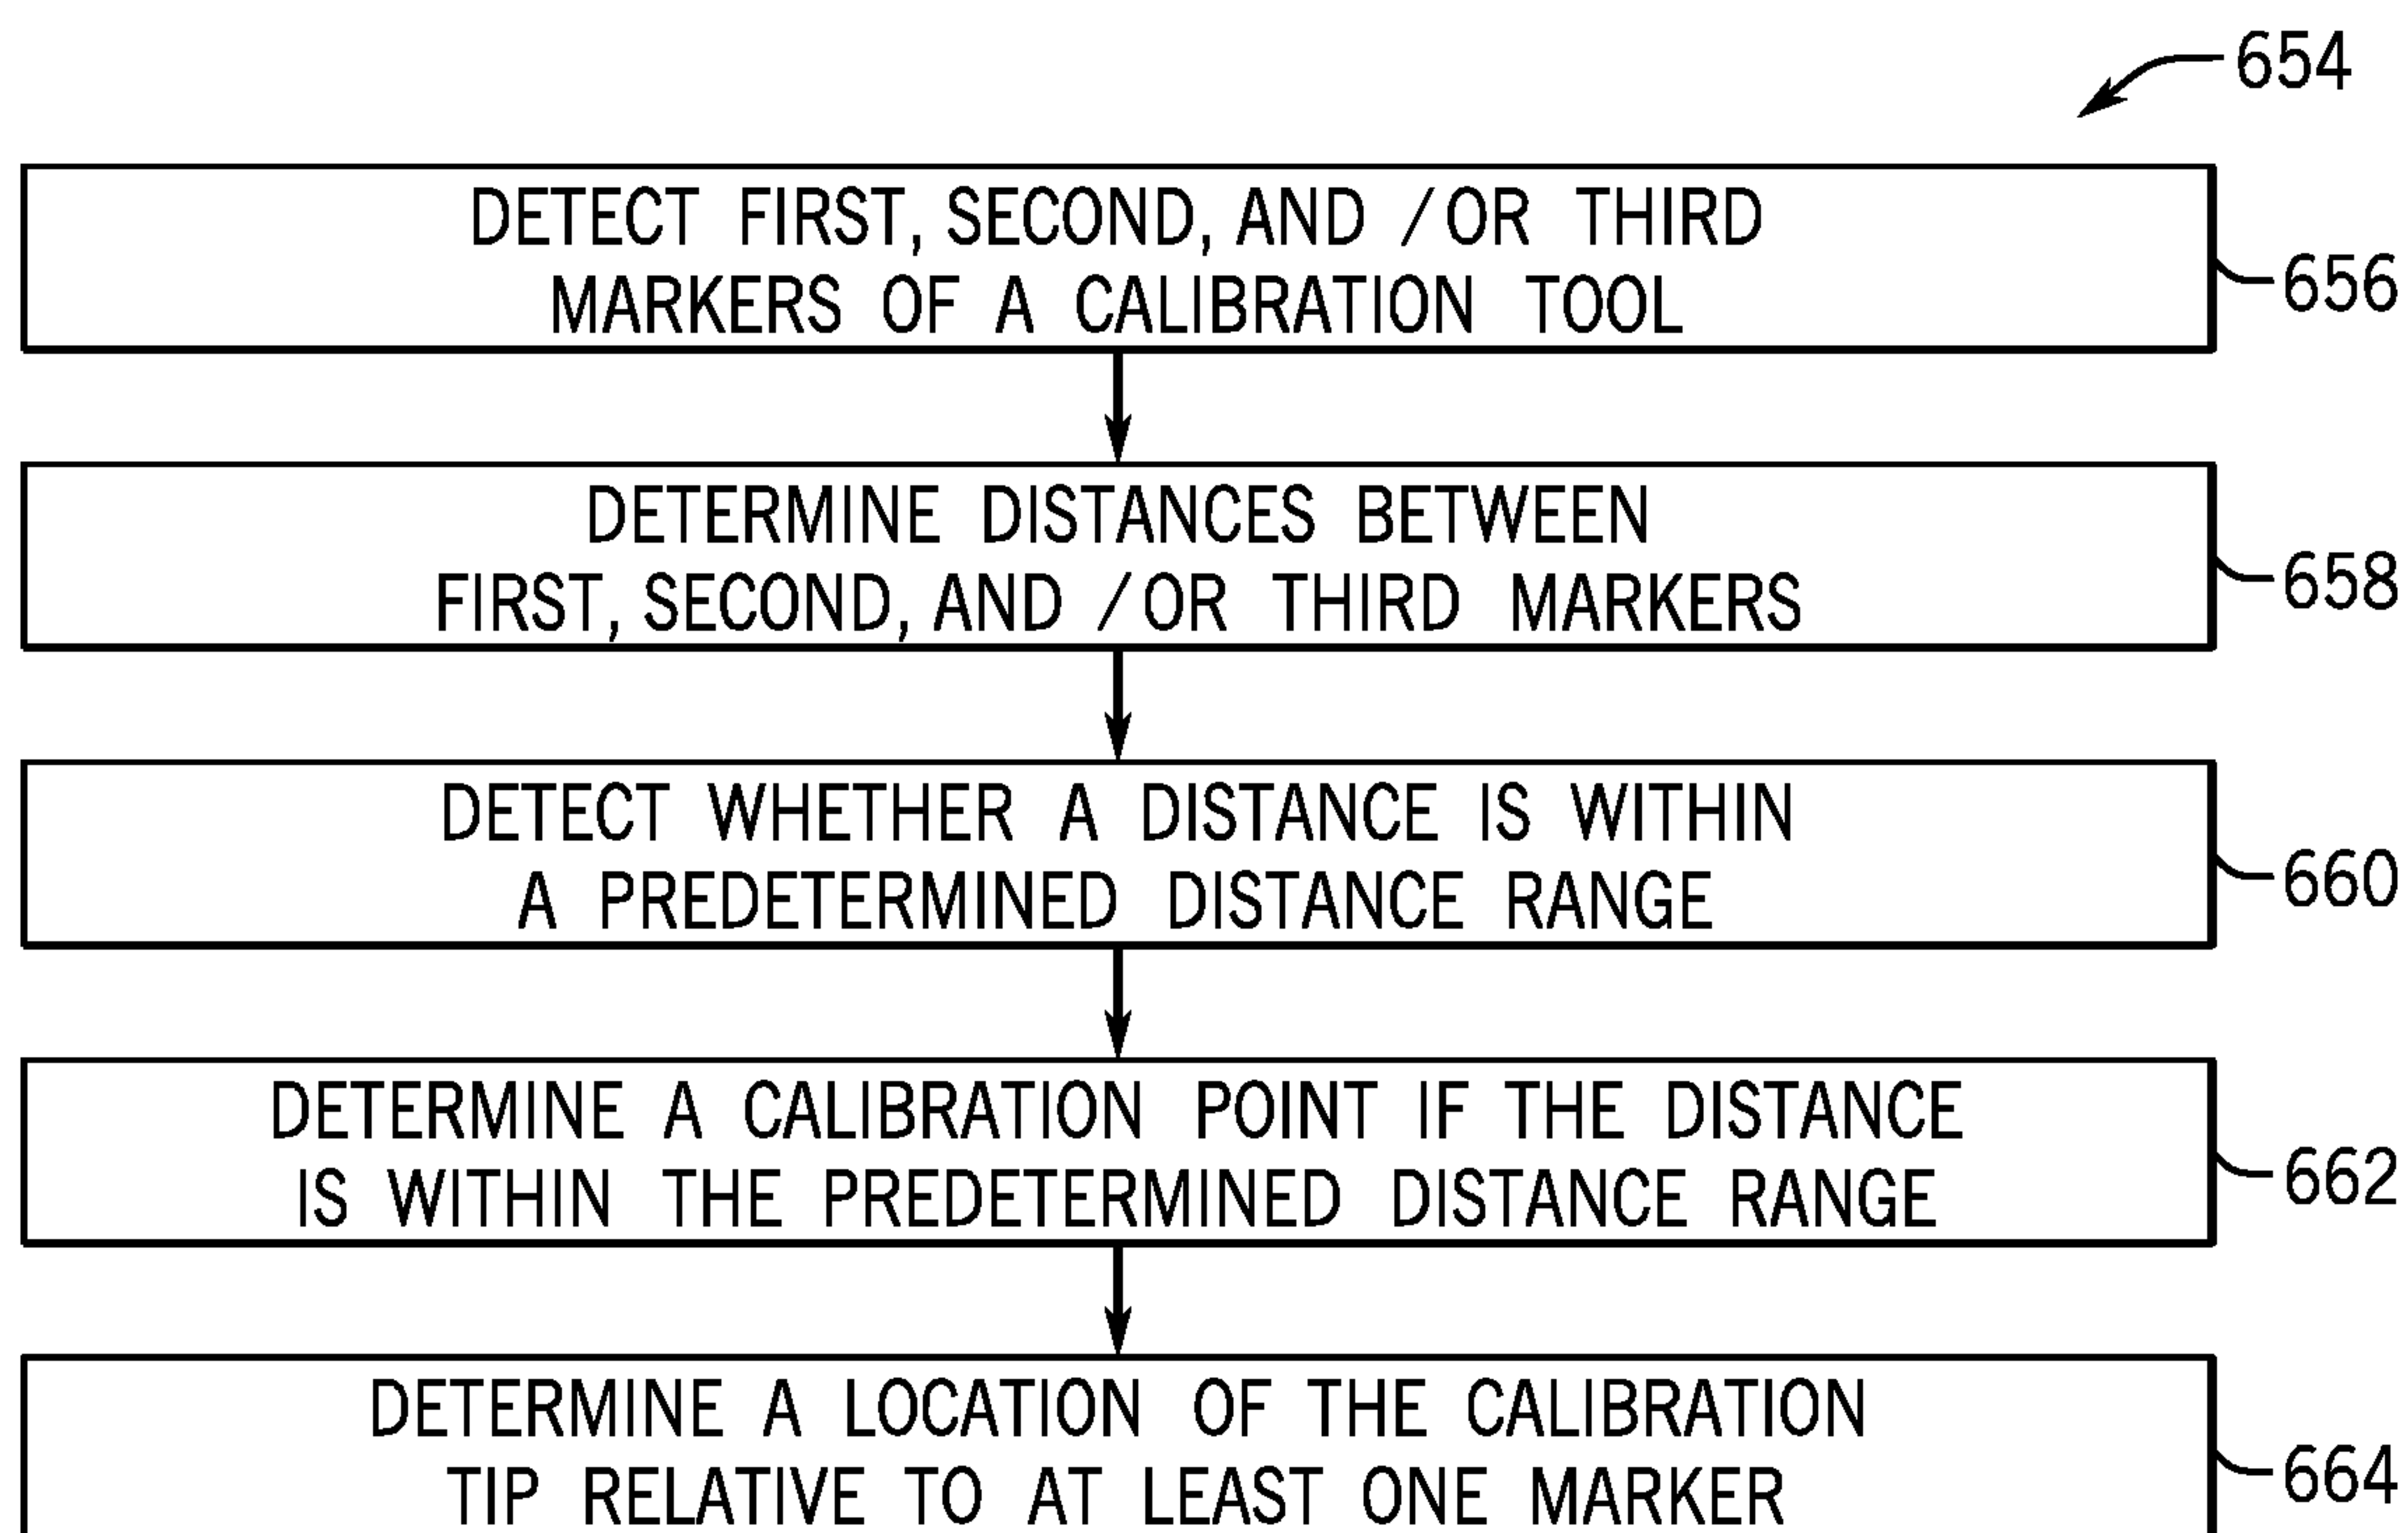 654
DETECT FIRST, SECOND, AND /OR THIRD
MARKERS OF A CALIBRATION TOOL
656
DETERMINE DISTANCES BETWEEN
FIRST, SECOND, AND /OR THIRD MARKERS
658
DETECT WHETHER A DISTANCE IS WITHIN
A PREDETERMINED DISTANCE RANGE
660
DETERMINE A CALIBRATION POINT IF THE DISTANCE
IS WITHIN THE PREDETERMINED DISTANCE RANGE
662
DETERMINE A LOCATION OF THE CALIBRATION
TIP RELATIVE TO AT LEAST ONE MARKER
664